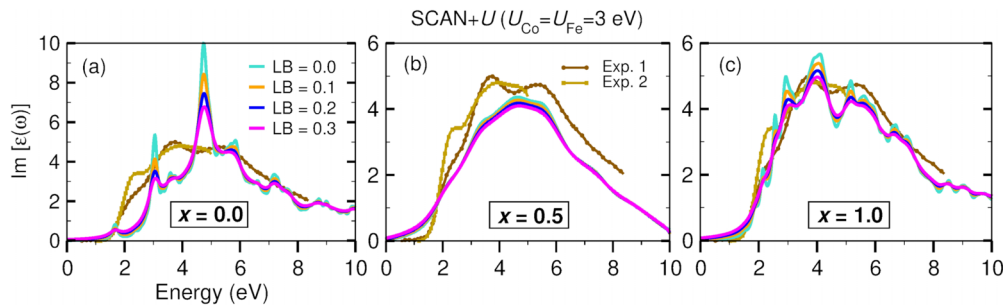 SCAN+U (U_Co=U_Fe=3 eV)
10
8
6
4
2
0
Im [ε(ω)]
(a)
LB = 0.0
LB = 0.1
LB = 0.2
LB = 0.3
x = 0.0
0 2 4 6 8 10
Energy (eV)
6
4
2
0
(b)
Exp. 1
Exp. 2
x = 0.5
0 2 4 6 8 10
6
4
2
0
(c)
x = 1.0
0 2 4 6 8 10